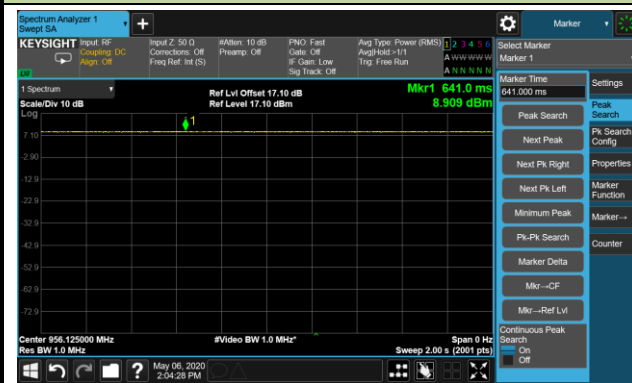 Spectrum Analyzer 1
Swept SA
Marker
KEYSIGHT
Input: RF
Coupling: DC
Align: Off
Input Z: 50 Ω
Corrections: Off
Freq Ref: Int (S)
#Atten: 10 dB
Preamp: Off
PNO: Fast
Gate: Off
IF Gain: Low
Sig Track: Off
Avg Type: Power (RMS)
Avg|Hold:>1/1
Trig: Free Run
1 2 3 4 5 6
A W W W W W
A N N N N N
Select Marker
Marker 1
1 Spectrum
Scale/Div 10 dB
Log
Ref Lvl Offset 17.10 dB
Ref Level 17.10 dBm
Mkr1 641.0 ms
8.909 dBm
1
7.10
-2.90
-12.9
-22.9
-32.9
-42.9
-52.9
-62.9
-72.9
Center 956.125000 MHz
Res BW 1.0 MHz
#Video BW 1.0 MHz*
Span 0 Hz
Sweep 2.00 s (2001 pts)
Marker Time
641.000 ms
Peak Search
Next Peak
Next Pk Right
Next Pk Left
Minimum Peak
Pk-Pk Search
Marker Delta
Mkr→CF
Mkr→Ref Lvl
Continuous Peak
Search
On
Off
Settings
Peak
Search
Pk Search
Config
Properties
Marker
Function
Marker→
Counter
May 06, 2020
2:04:28 PM